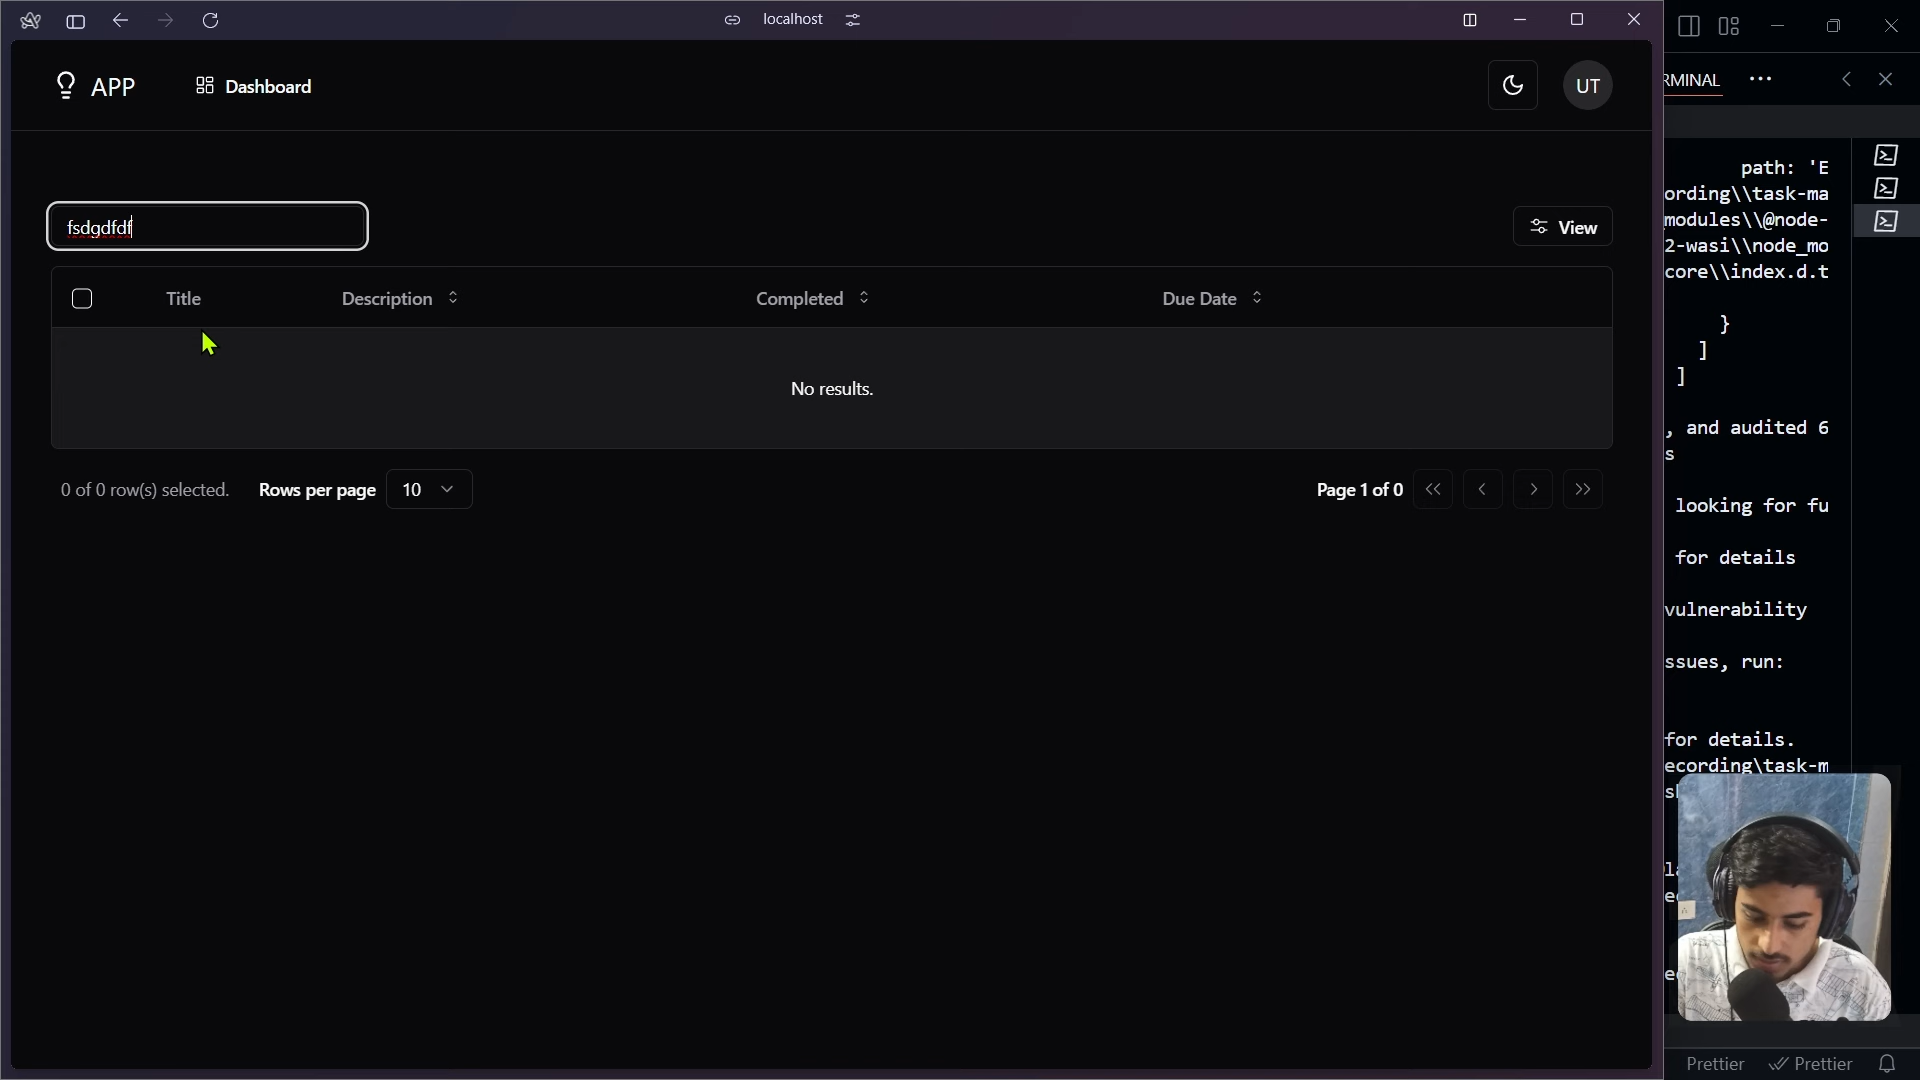 localhost
APP
Dashboard
UT
fsdgdfdf
View
Title
Description
Completed
Due Date
No results.
0 of 0 row(s) selected.
Rows per page
10
Page 1 of 0
RMINAL
path: 'E
ording\\task-ma
modules\\@node-
2-wasi\\node_mo
core\\index.d.t
}
]
]
, and audited 6
s
looking for fu
for details
vulnerability
ssues, run:
for details.
ecording\task-m
Prettier
Prettier